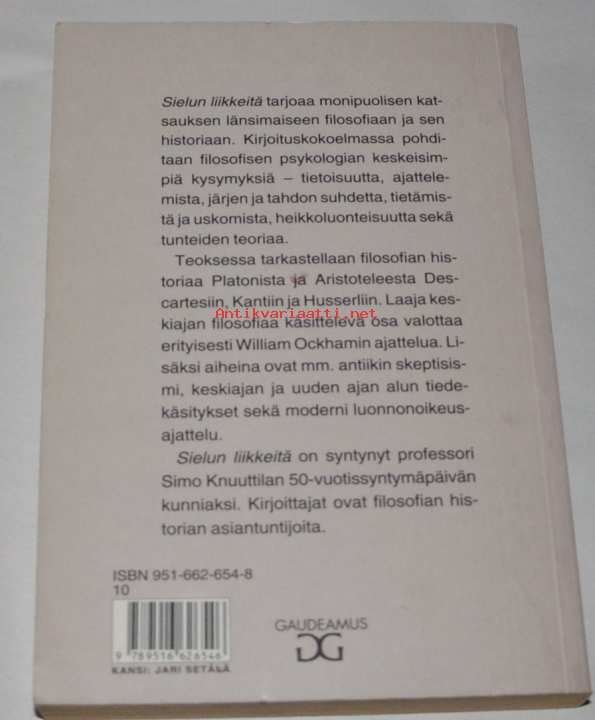 Sielun liikkeitä tarjoaa monipuolisen kat-
sauksen länsimaiseen filosofiaan ja sen
historiaan. Kirjoituskokoelmassa pohdi-
taan filosofisen psykologian keskeisim-
piä kysymyksiä – tietoisuutta, ajattele-
mista, järjen ja tahdon suhdetta, tietämis-
tä ja uskomista, heikkoluonteisuutta sekä
tunteiden teoriaa.
Teoksessa tarkastellaan filosofian his-
toriaa Platonista ja Aristoteleesta Des-
cartesiin, Kantiin ja Husserliin. Laaja kes-
Antikvariaatti.net
kiajan filosofiaa käsittelevä osa valottaa
erityisesti William Ockhamin ajattelua. Li-
säksi aiheina ovat mm. antiikin skeptisis-
mi, keskiajan ja uuden ajan alun tiede-
käsitykset sekä moderni luonnonoikeus-
ajattelu.
Sielun liikkeitä on syntynyt professori
Simo Knuuttilan 50-vuotissyntymäpäivän
kunniaksi. Kirjoittajat ovat filosofian his-
torian asiantuntijoita.
ISBN 951-662-654-8
10
9 789516 626546
KANSI: JARI SETÄLÄ
GAUDEAMUS